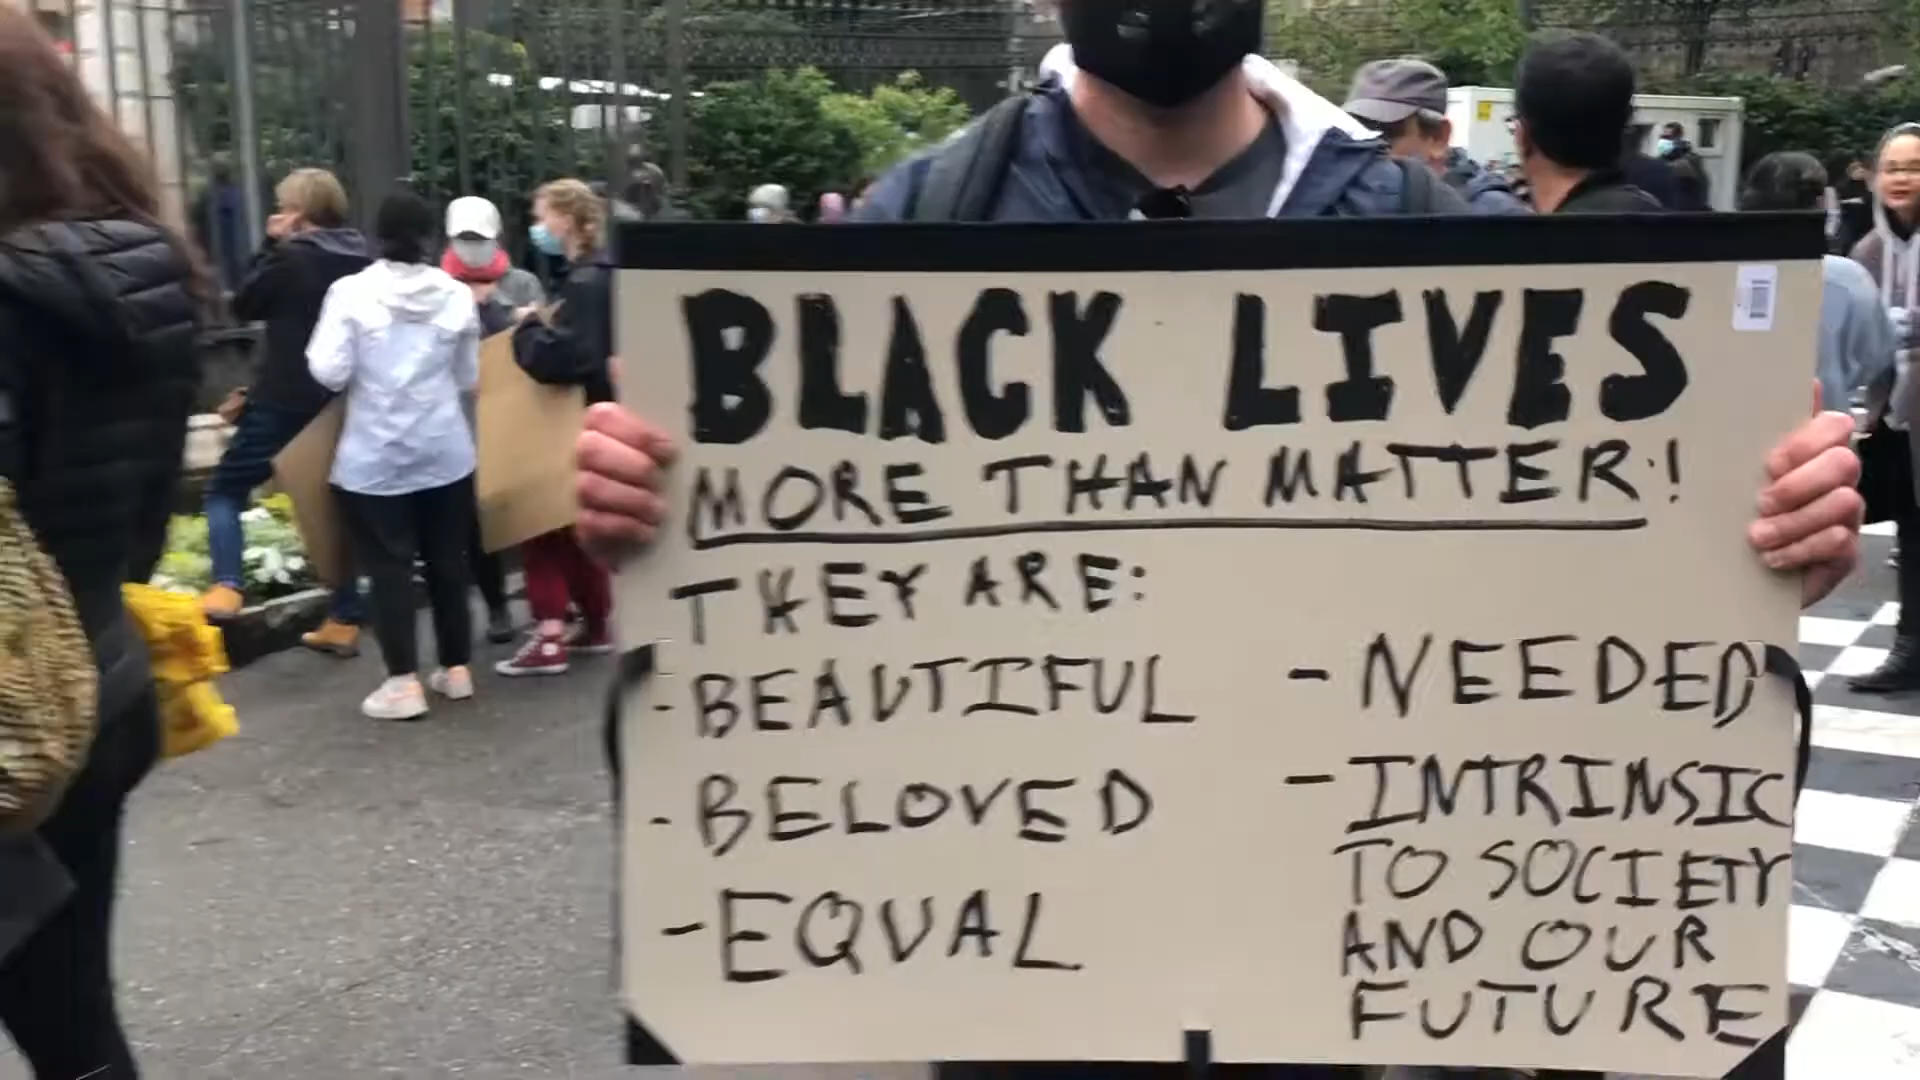 BLACK LIVES
MORE THAN MATTER!
THEY ARE:
- BEAUTIFUL
- BELOVED
- EQUAL
- NEEDED
- INTRINSIC
TO SOCIETY
AND OUR
FUTURE